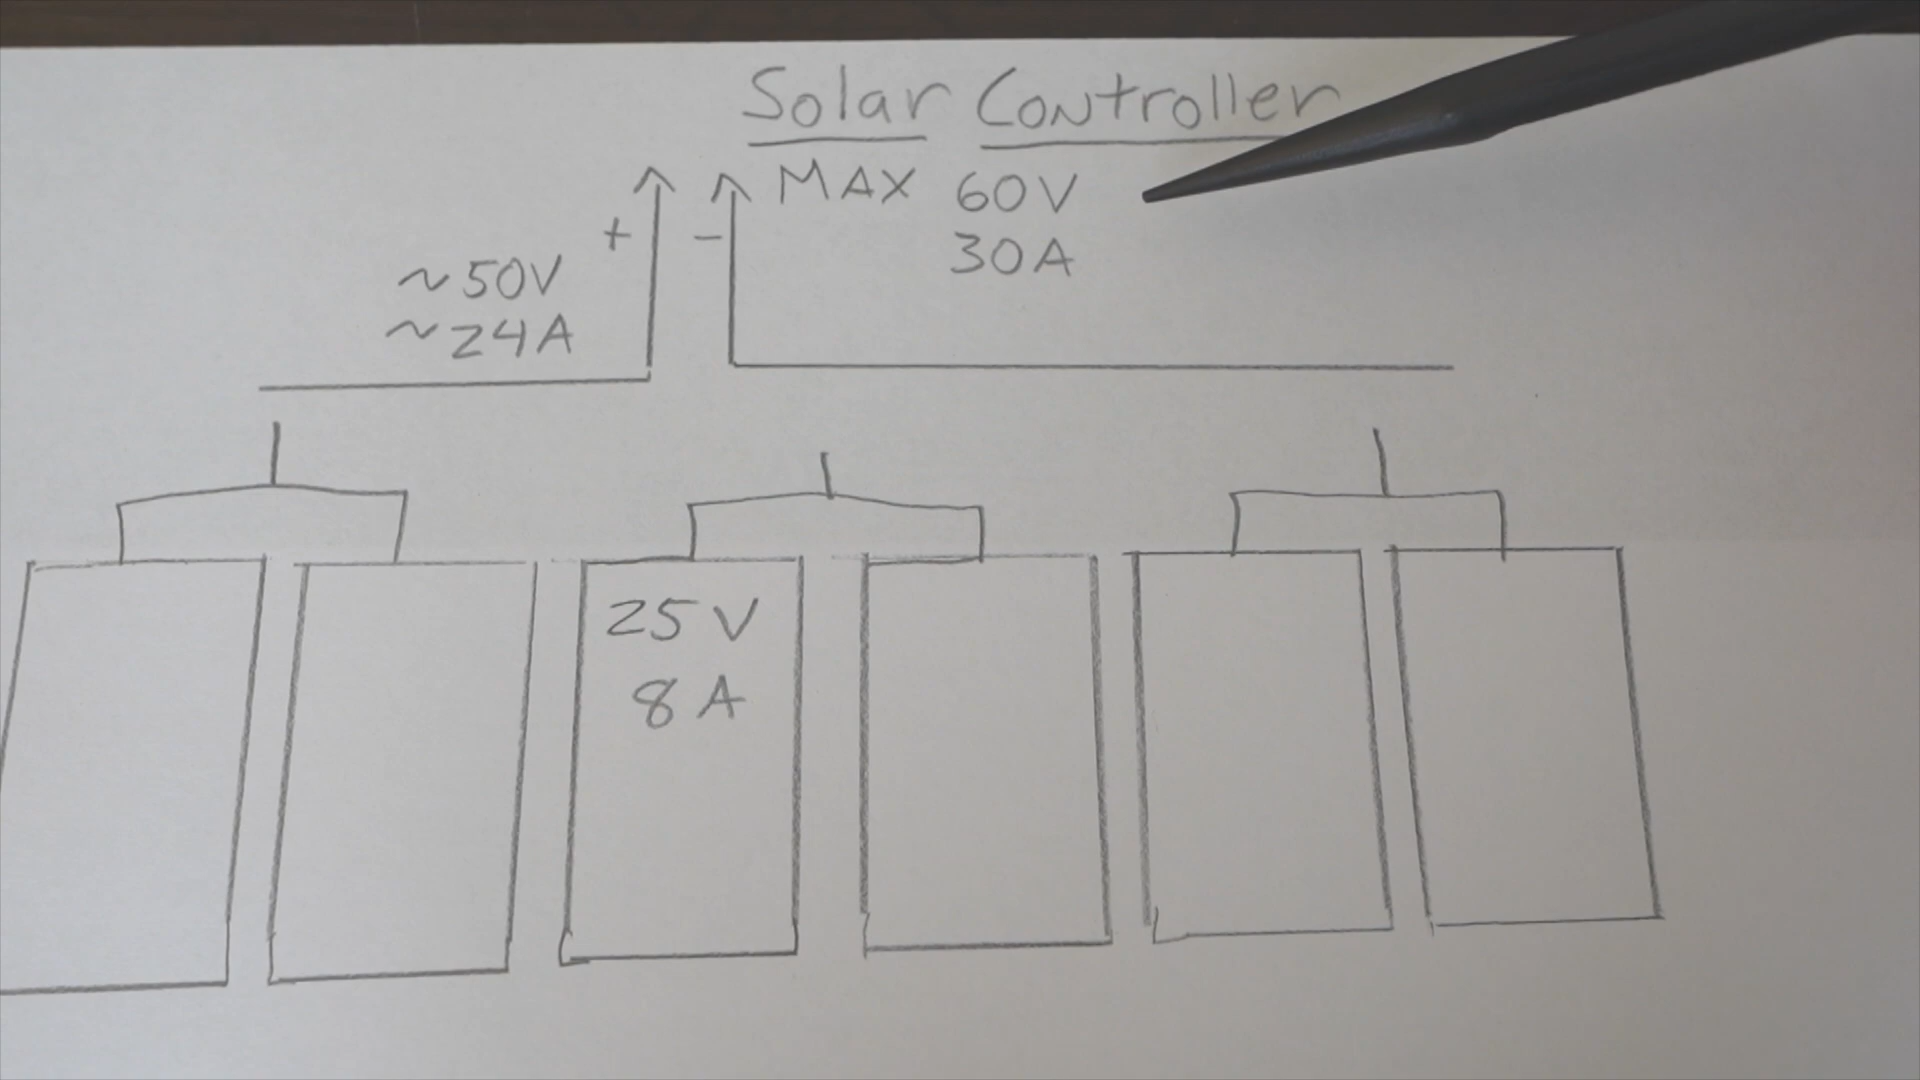 Solar Controller
MAX 60V
30A
+ -
~50V
~24A
25V
8A